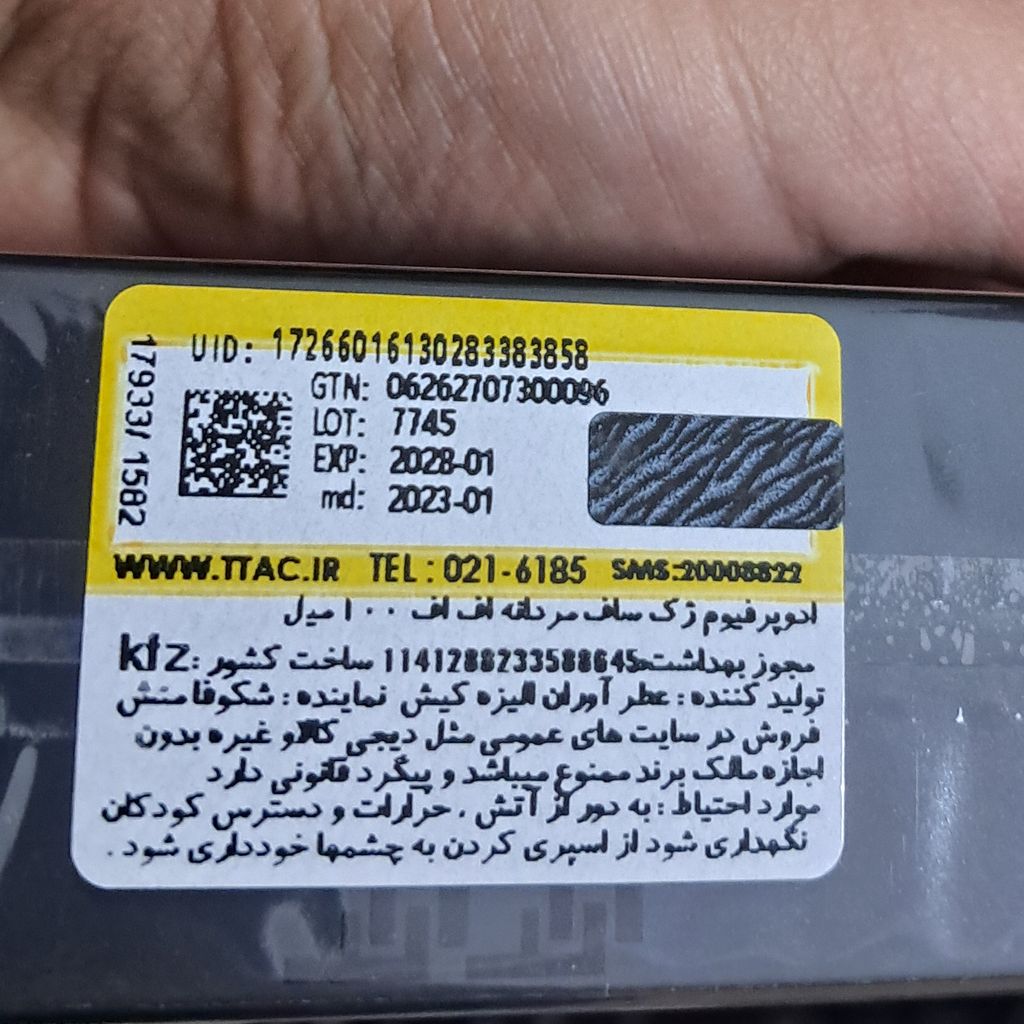 UID: 17266016130283383858
GTN: 06262707300096
LOT: 7745
EXP: 2028-01
md: 2023-01
17933/1582
WWW.TTAC.IR TEL: 021-6185 SMS:20008822
ادوپرفیوم ژک ساف مردانه اف اف ۱۰۰ میل
مجوز بهداشت: 1141288233588645 ساخت کشور: kfz
تولید کننده: عطر آوران الیزه کیش نماینده: شکوفا منش
فروش در سایت های عمومی مثل دیجی کالاو غیره بدون
اجازه مالک برند ممنوع میباشد و پیگرد قانونی دارد
موارد احتیاط: به دور از آتش، حرارات و دسترس کودکان
نگهداری شود از اسپری کردن به چشمها خودداری شود.